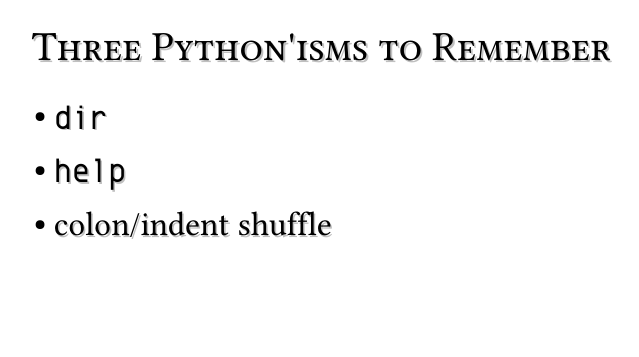 Three Python'isms to Remember
• dir
• help
• colon/indent shuffle